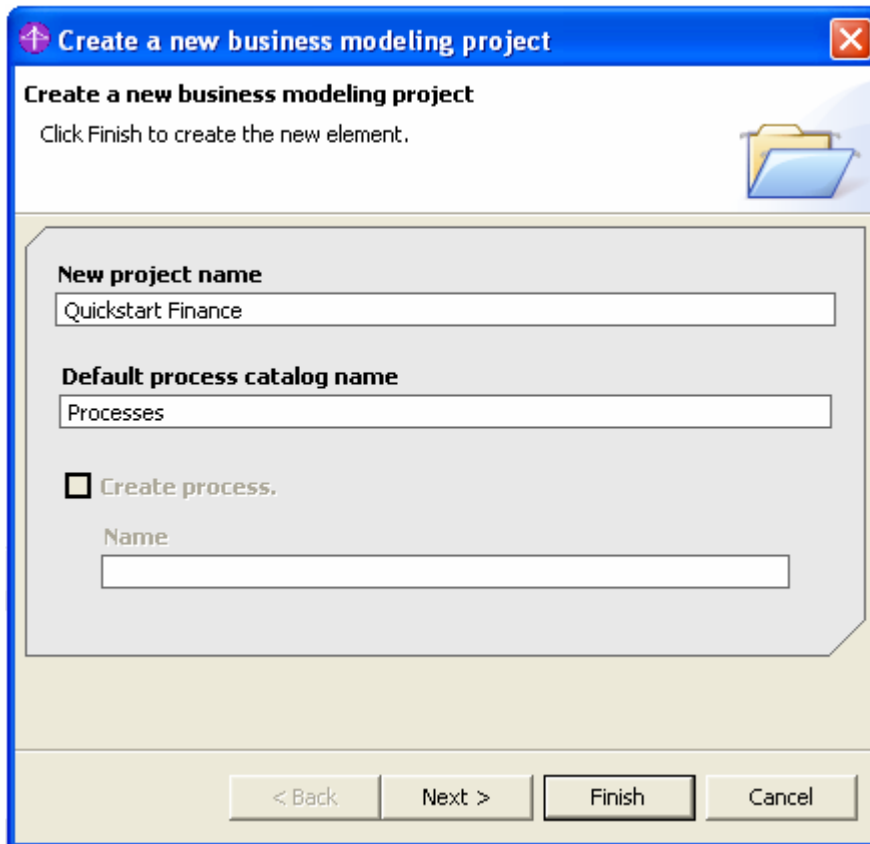 Create a new business modeling project
Create a new business modeling project
Click Finish to create the new element.
New project name
Quickstart Finance
Default process catalog name
Processes
Create process.
Name
< Back Next > Finish Cancel